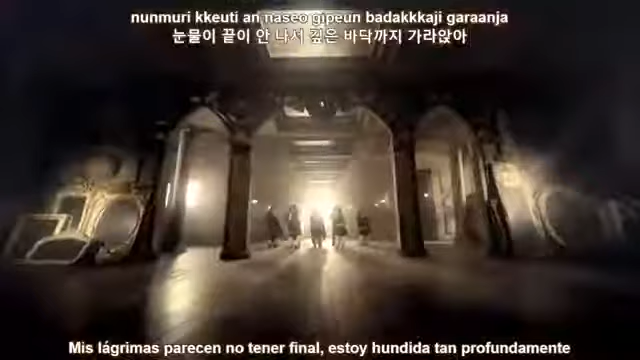 nunmuri kkeuti an naseo gipeun badakkkaji garaanja
눈물이 끝이 안 나서 깊은 바닥까지 가라앉아
Mis lágrimas parecen no tener final, estoy hundida tan profundamente